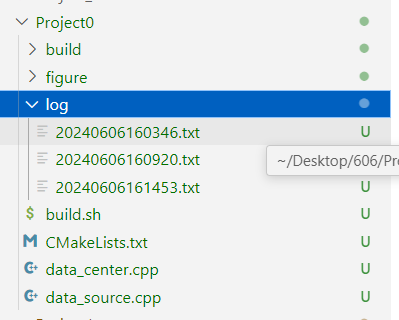 Project0
build
figure
log
20240606160346.txt U
20240606160920.txt U
~/Desktop/606/Pr
20240606161453.txt U
$ build.sh U
M CMakeLists.txt U
data_center.cpp U
data_source.cpp U